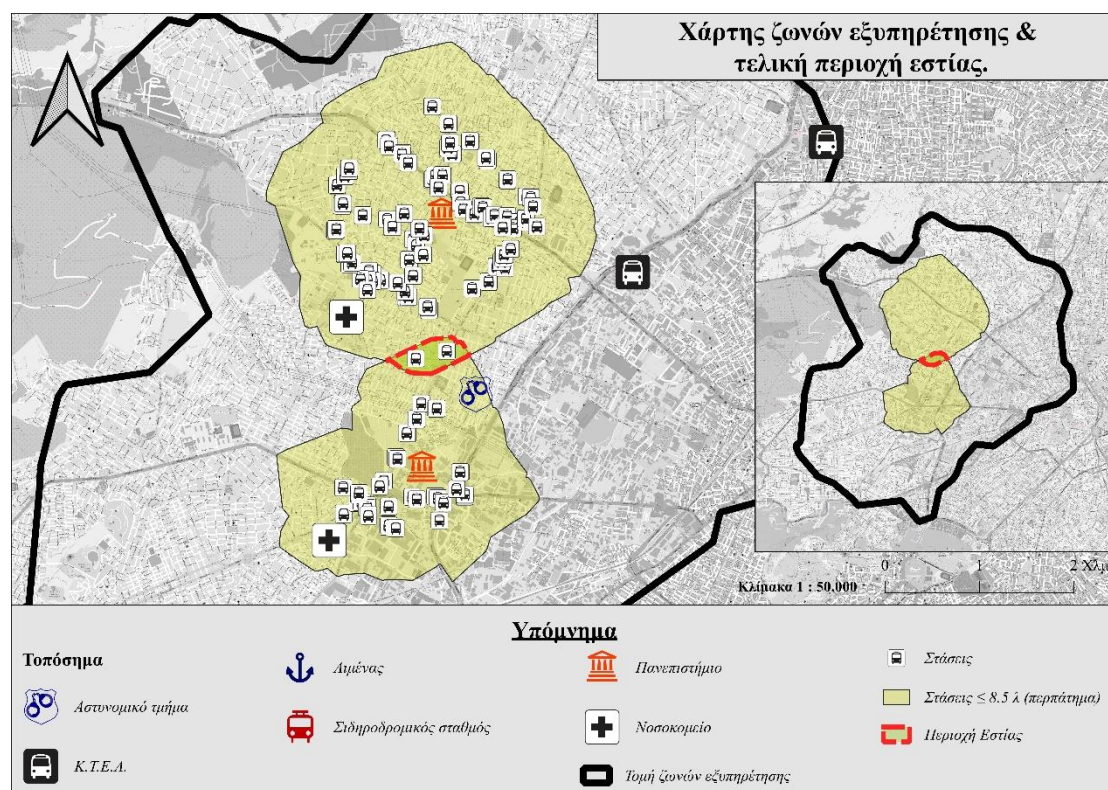 Χάρτης ζωνών εξυπηρέτησης &
τελική περιοχή εστίας.
0 1 2 Χλμ
Κλίμακα 1 : 50.000
Υπόμνημα
Τοπόσημα
Αστυνομικό τμήμα
Κ.Τ.Ε.Λ.
Λιμένας
Σιδηροδρομικός σταθμός
Πανεπιστήμιο
Νοσοκομείο
Τομή ζωνών εξυπηρέτησης
Στάσεις
Στάσεις ≤ 8.5 λ (περπάτημα)
Περιοχή Εστίας